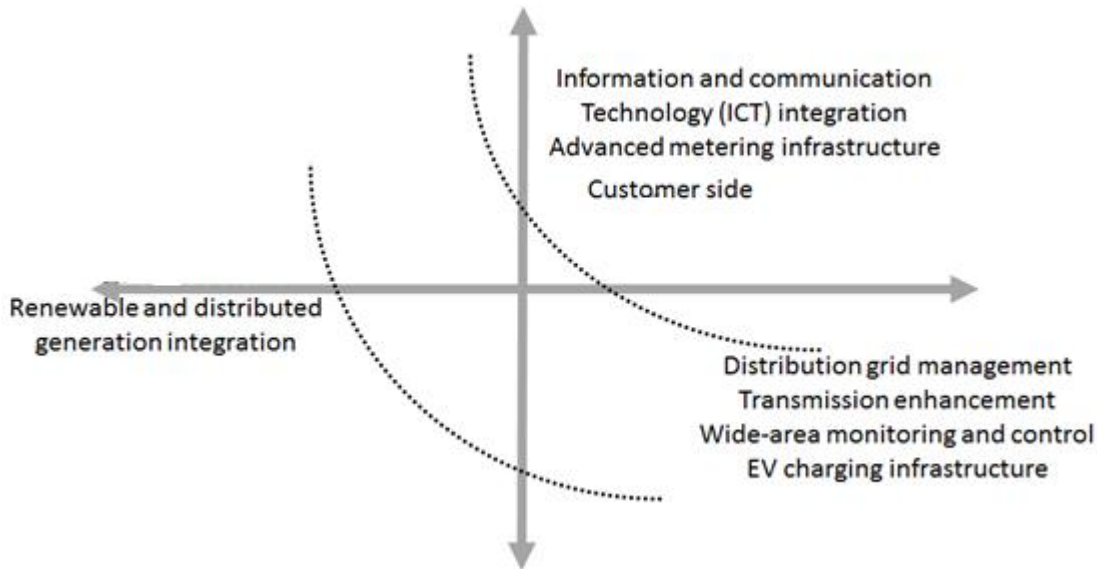 Information and communication
Technology (ICT) integration
Advanced metering infrastructure
Customer side
Renewable and distributed
generation integration
Distribution grid management
Transmission enhancement
Wide-area monitoring and control
EV charging infrastructure